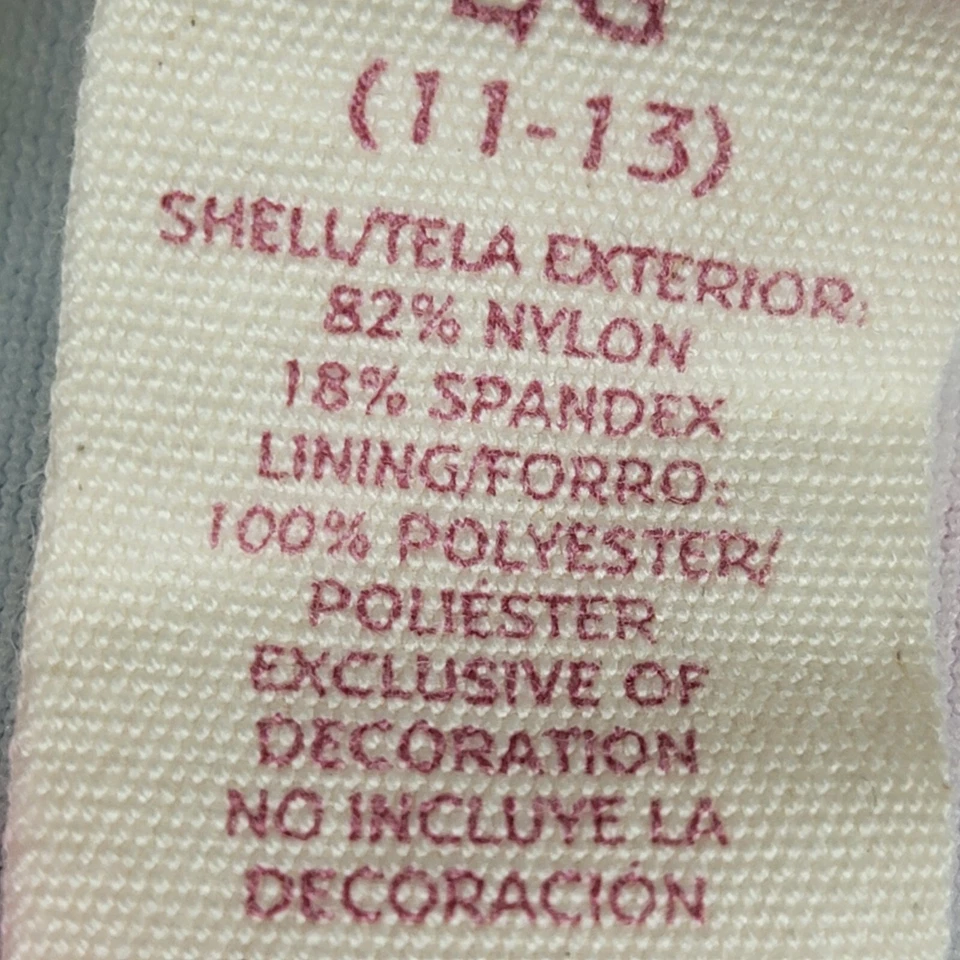 (11-13)
SHELL/TELA EXTERIOR:
82% NYLON
18% SPANDEX
LINING/FORRO:
100% POLYESTER/
POLIÉSTER
EXCLUSIVE OF
DECORATION
NO INCLUYE LA
DECORACIÓN